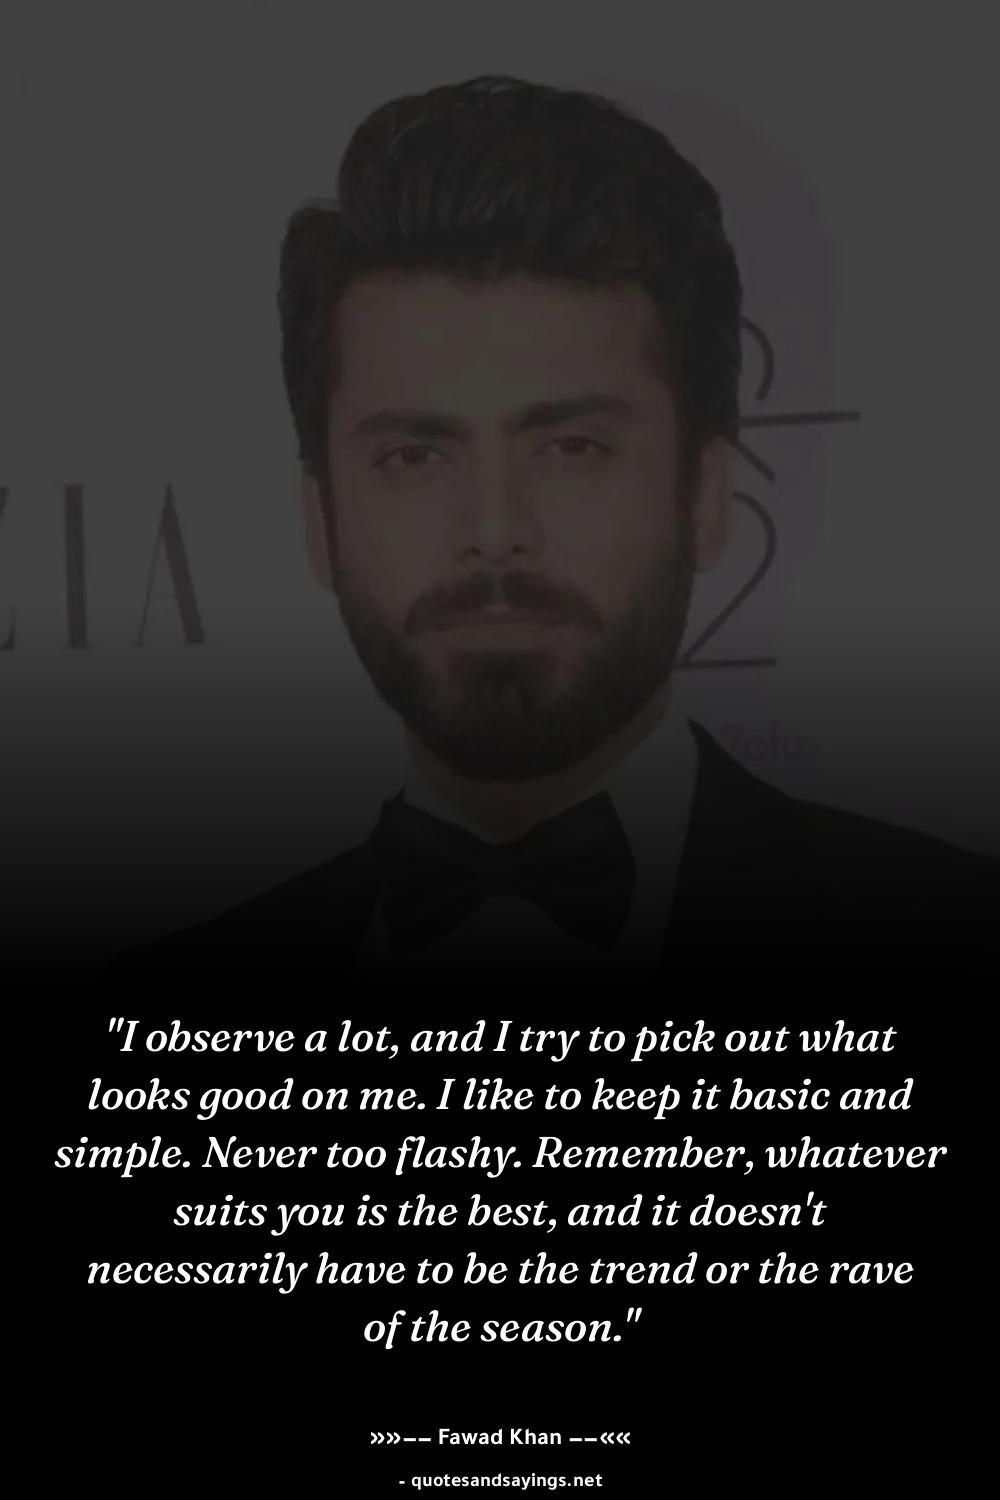 ZIA
"I observe a lot, and I try to pick out what
looks good on me. I like to keep it basic and
simple. Never too flashy. Remember, whatever
suits you is the best, and it doesn't
necessarily have to be the trend or the rave
of the season."
»»−− Fawad Khan −−««
- quotesandsayings.net